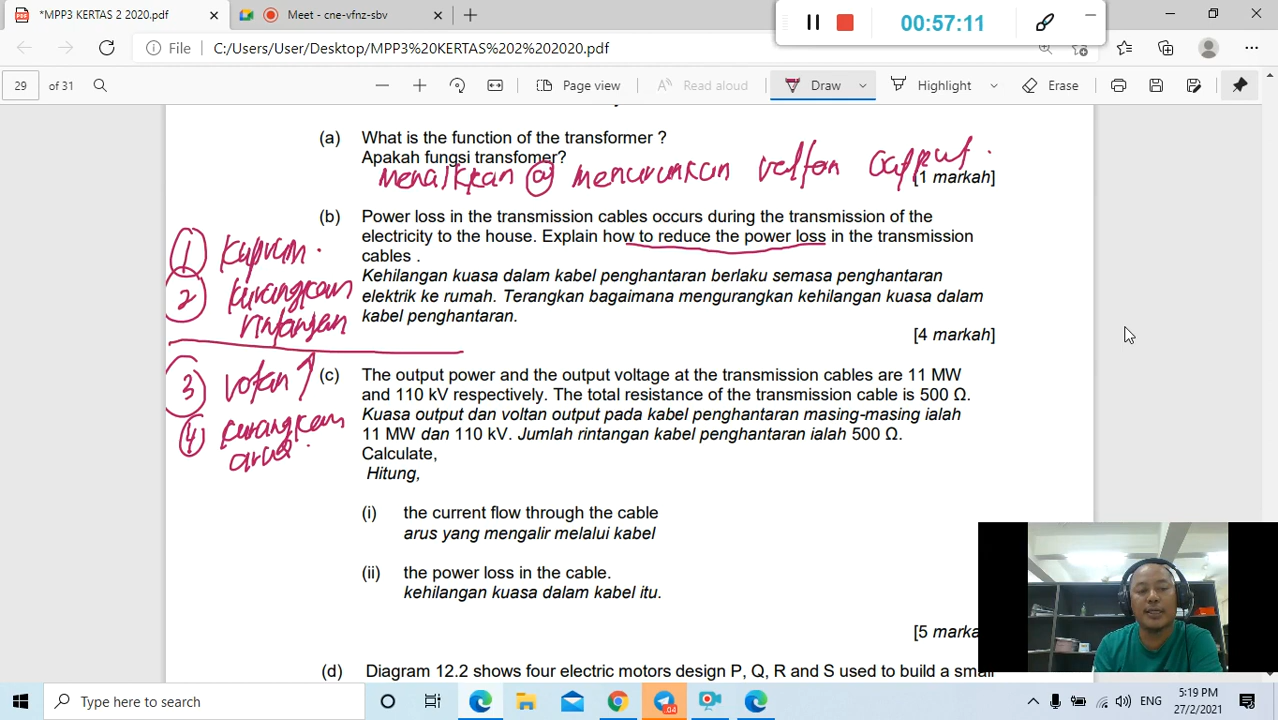 *MPP3 KERTAS 2 2020.pdf
Meet - cne-vfnz-sbv
00:57:11
File C:/Users/User/Desktop/MPP3%20KERTAS%202%202020.pdf
29 of 31 Page view Read aloud Draw Highlight Erase
(a) What is the function of the transformer ?
Apakah fungsi transfomer?
menaikkan @ menurunkan voltan output.
[1 markah]
(b) Power loss in the transmission cables occurs during the transmission of the
electricity to the house. Explain how to reduce the power loss in the transmission
cables .
Kehilangan kuasa dalam kabel penghantaran berlaku semasa penghantaran
elektrik ke rumah. Terangkan bagaimana mengurangkan kehilangan kuasa dalam
kabel penghantaran.
[4 markah]
1 kuprum.
2 kurangkan
rintangan
3 voltan ↑
4 kurangkan
arus.
(c) The output power and the output voltage at the transmission cables are 11 MW
and 110 kV respectively. The total resistance of the transmission cable is 500 Ω.
Kuasa output dan voltan output pada kabel penghantaran masing-masing ialah
11 MW dan 110 kV. Jumlah rintangan kabel penghantaran ialah 500 Ω.
Calculate,
Hitung,
(i) the current flow through the cable
arus yang mengalir melalui kabel
(ii) the power loss in the cable.
kehilangan kuasa dalam kabel itu.
[5 marka
(d) Diagram 12.2 shows four electric motors design P, Q, R and S used to build a small
Type here to search
ENG
5:19 PM
27/2/2021